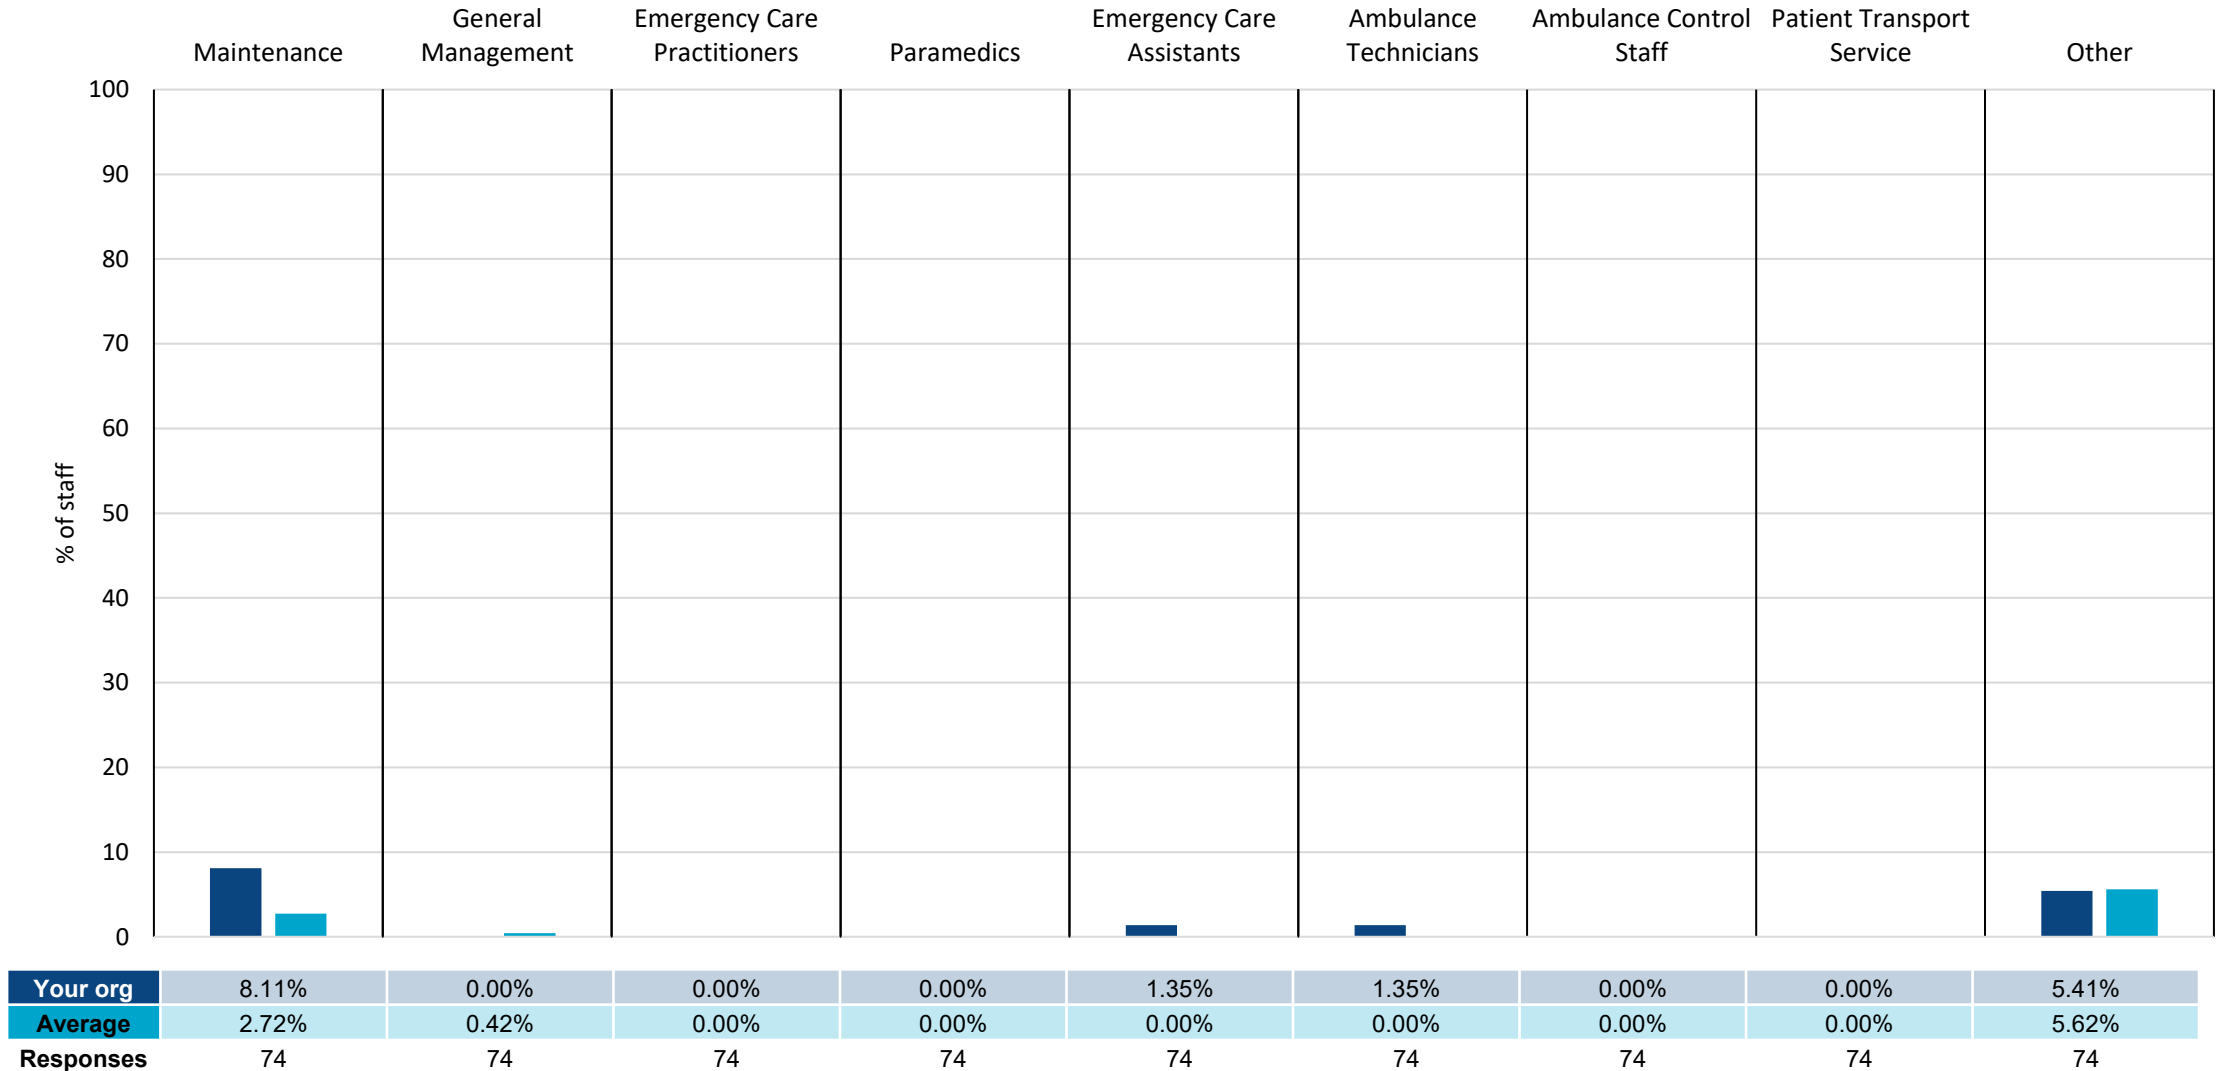 Maintenance
General
Management
Emergency Care
Practitioners
Paramedics
Emergency Care
Assistants
Ambulance
Technicians
Ambulance Control
Staff
Patient Transport
Service
Other
% of staff
100
90
80
70
60
50
40
30
20
10
0
Your org 8.11% 0.00% 0.00% 0.00% 1.35% 1.35% 0.00% 0.00% 5.41%
Average 2.72% 0.42% 0.00% 0.00% 0.00% 0.00% 0.00% 0.00% 5.62%
Responses 74 74 74 74 74 74 74 74 74